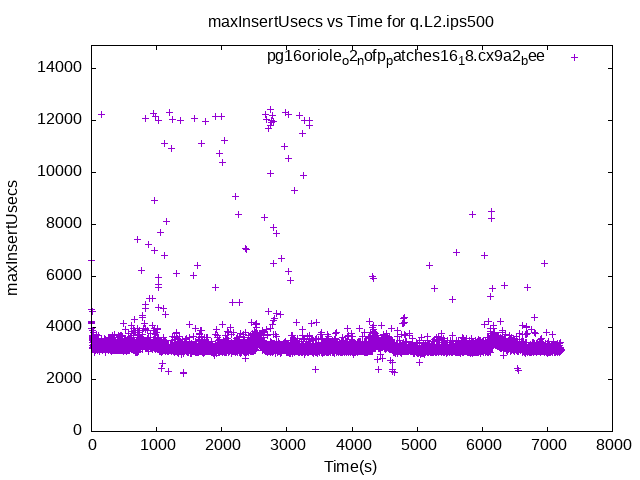 maxInsertUsecs vs Time for q.L2.ips500
pg16oriole_o2_nofp_patches16_18.cx9a2_bee
14000
12000
10000
8000
6000
4000
2000
0
maxInsertUsecs
0 1000 2000 3000 4000 5000 6000 7000 8000
Time(s)